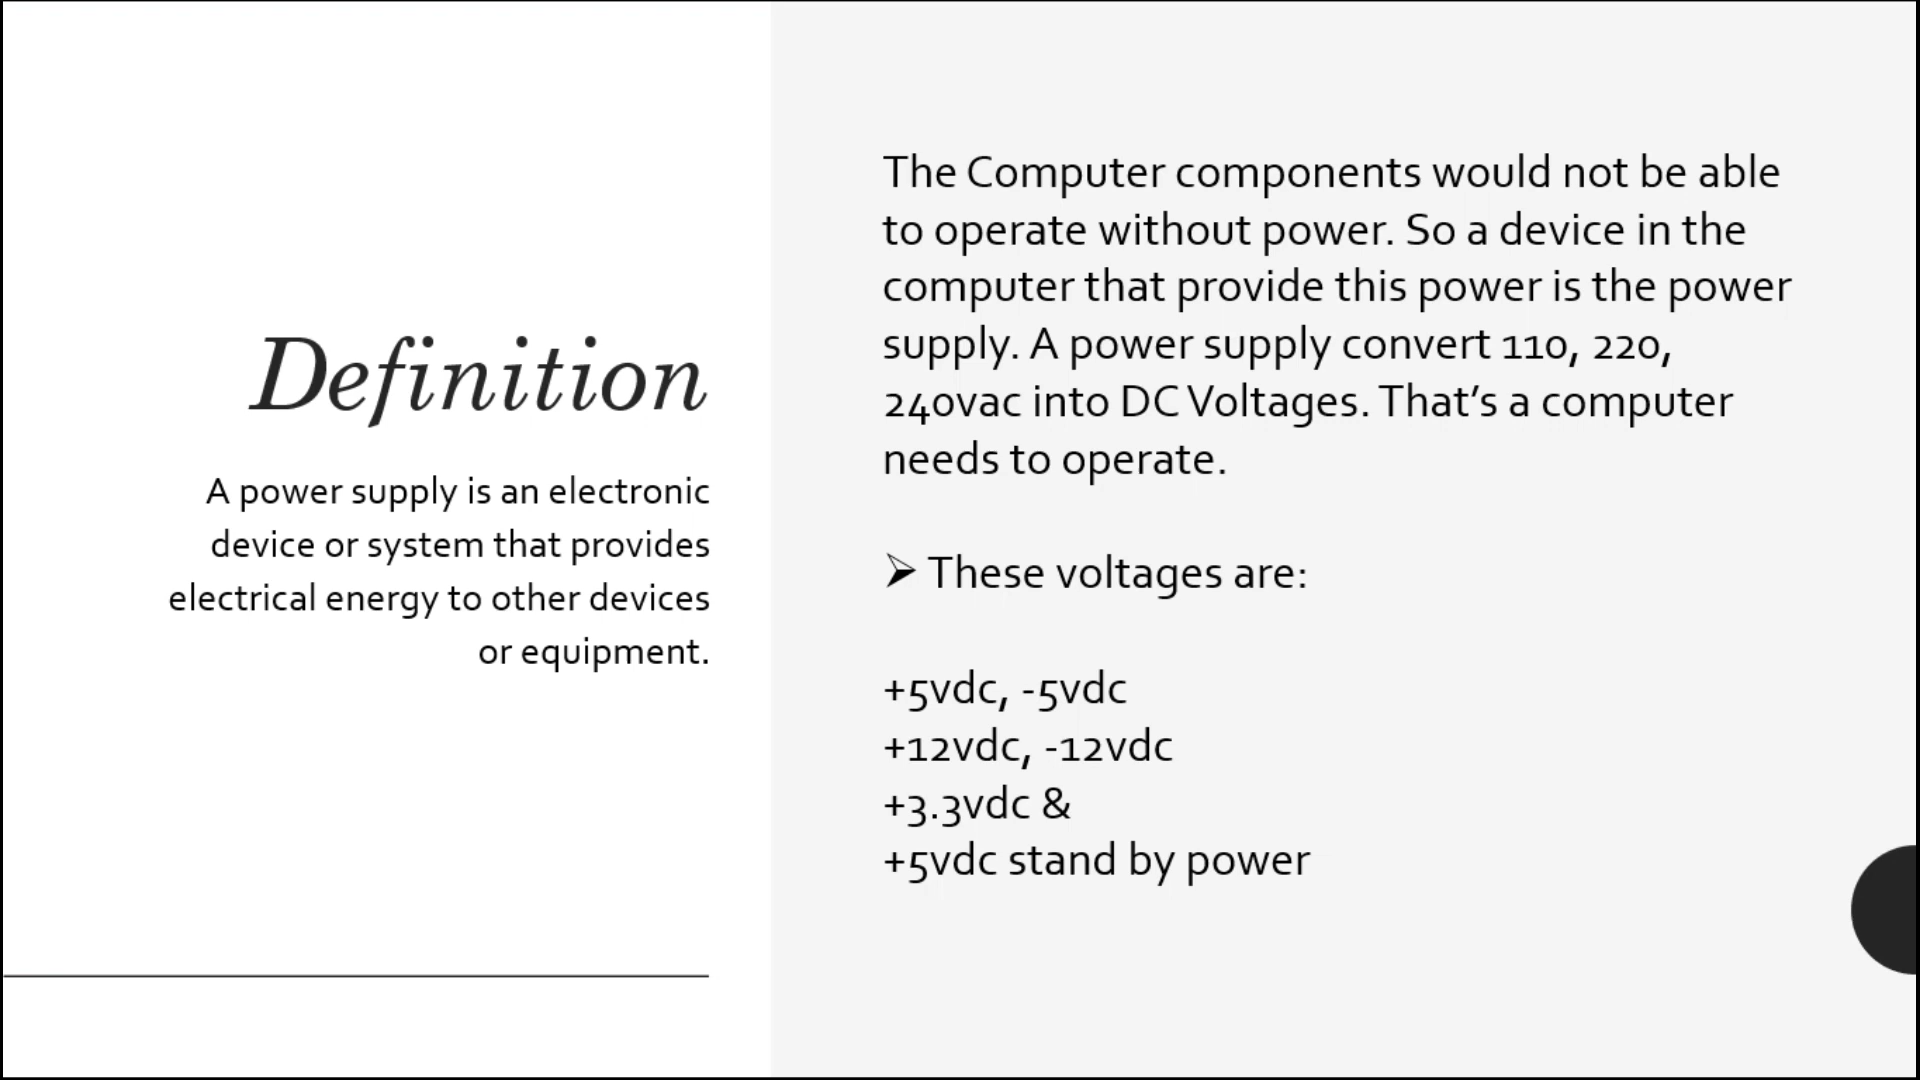 Definition
A power supply is an electronic
device or system that provides
electrical energy to other devices
or equipment.
The Computer components would not be able
to operate without power. So a device in the
computer that provide this power is the power
supply. A power supply convert 110, 220,
240vac into DC Voltages. That’s a computer
needs to operate.
➢ These voltages are:
+5vdc, -5vdc
+12vdc, -12vdc
+3.3vdc &
+5vdc stand by power